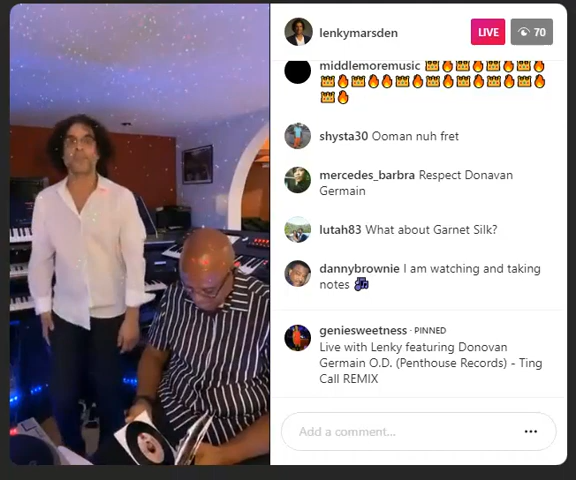 lenkymarsden
LIVE
70
middlemoremusic
shysta30 Ooman nuh fret
mercedes_barbra Respect Donavan
Germain
lutah83 What about Garnet Silk?
dannybrownie I am watching and taking
notes
geniesweetness · PINNED
Live with Lenky featuring Donovan
Germain O.D. (Penthouse Records) - Ting
Call REMIX
Add a comment...